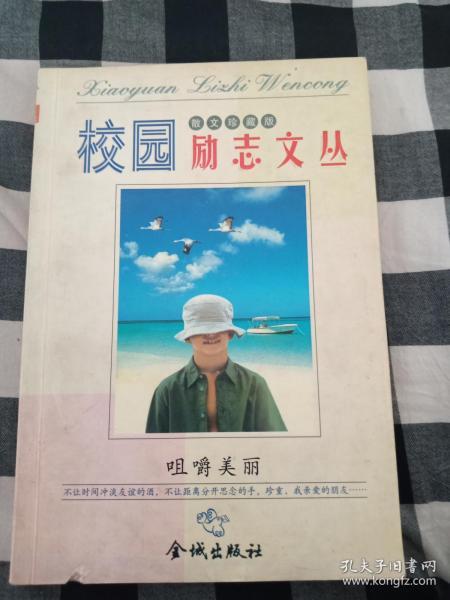 Xiaoyuan Lizhi Wencong
散文珍藏版
校园励志文丛
咀嚼美丽
不让时间冲淡友谊的酒，不让距离分开思念的手，珍重，我亲爱的朋友……
金城出版社
孔夫子旧书网
kongfz.com